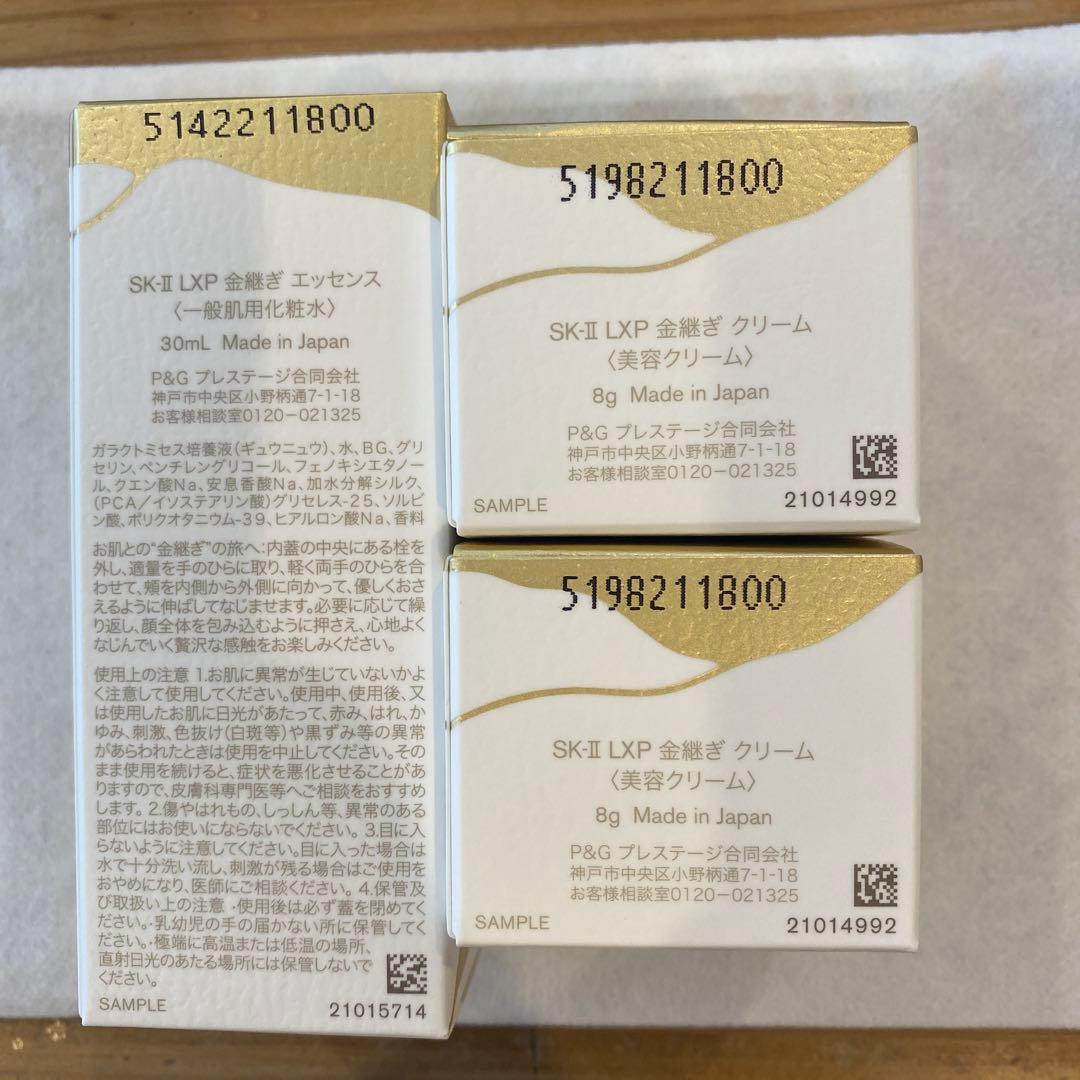 5142211800
SK-II LXP 金継ぎ エッセンス
〈一般肌用化粧水〉
30mL Made in Japan
P&G プレステージ合同会社
神戸市中央区小野柄通7-1-18
お客様相談室0120-021325
ガラクトミセス培養液(ギュウニュウ)、水、BG、グリ
セリン、ペンチレングリコール、フェノキシエタノー
ル、クエン酸Na、安息香酸Na、加水分解シルク、
(PCA/イソステアリン酸)グリセレス-25、ソルビ
ン酸、ポリクオタニウム-39、ヒアルロン酸Na、香料
お肌との“金継ぎ”の旅へ:内蓋の中央にある栓を
外し、適量を手のひらに取り、軽く両手のひらを合
わせて、頬を内側から外側に向かって、優しくおさ
えるように伸ばしてなじませます。必要に応じて繰
り返し、顔全体を包み込むように押さえ、心地よく
なじんでいく贅沢な感触をお楽しみください。
使用上の注意 1.お肌に異常が生じていないかよ
く注意して使用してください。使用中、使用後、又
は使用したお肌に日光があたって、赤み、はれ、か
ゆみ、刺激、色抜け(白斑等)や黒ずみ等の異常
があらわれたときは使用を中止してください。その
まま使用を続けると、症状を悪化させることがあ
りますので、皮膚科専門医等へご相談をおすすめ
します。2.傷やはれもの、しっしん等、異常のある
部位にはお使いにならないでください。3.目に入
らないように注意してください。目に入った場合は
水で十分洗い流し、刺激が残る場合はご使用を
おやめになり、医師にご相談ください。4.保管及
び取扱い上の注意 ・使用後は必ず蓋を閉めてく
ださい。・乳幼児の手の届かない所に保管してく
ださい。・極端に高温または低温の場所、
直射日光のあたる場所には保管しないで
ください。
SAMPLE
21015714
5198211800
SK-II LXP 金継ぎ クリーム
〈美容クリーム〉
8g Made in Japan
P&G プレステージ合同会社
神戸市中央区小野柄通7-1-18
お客様相談室0120-021325
SAMPLE
21014992
5198211800
SK-II LXP 金継ぎ クリーム
〈美容クリーム〉
8g Made in Japan
P&G プレステージ合同会社
神戸市中央区小野柄通7-1-18
お客様相談室0120-021325
SAMPLE
21014992